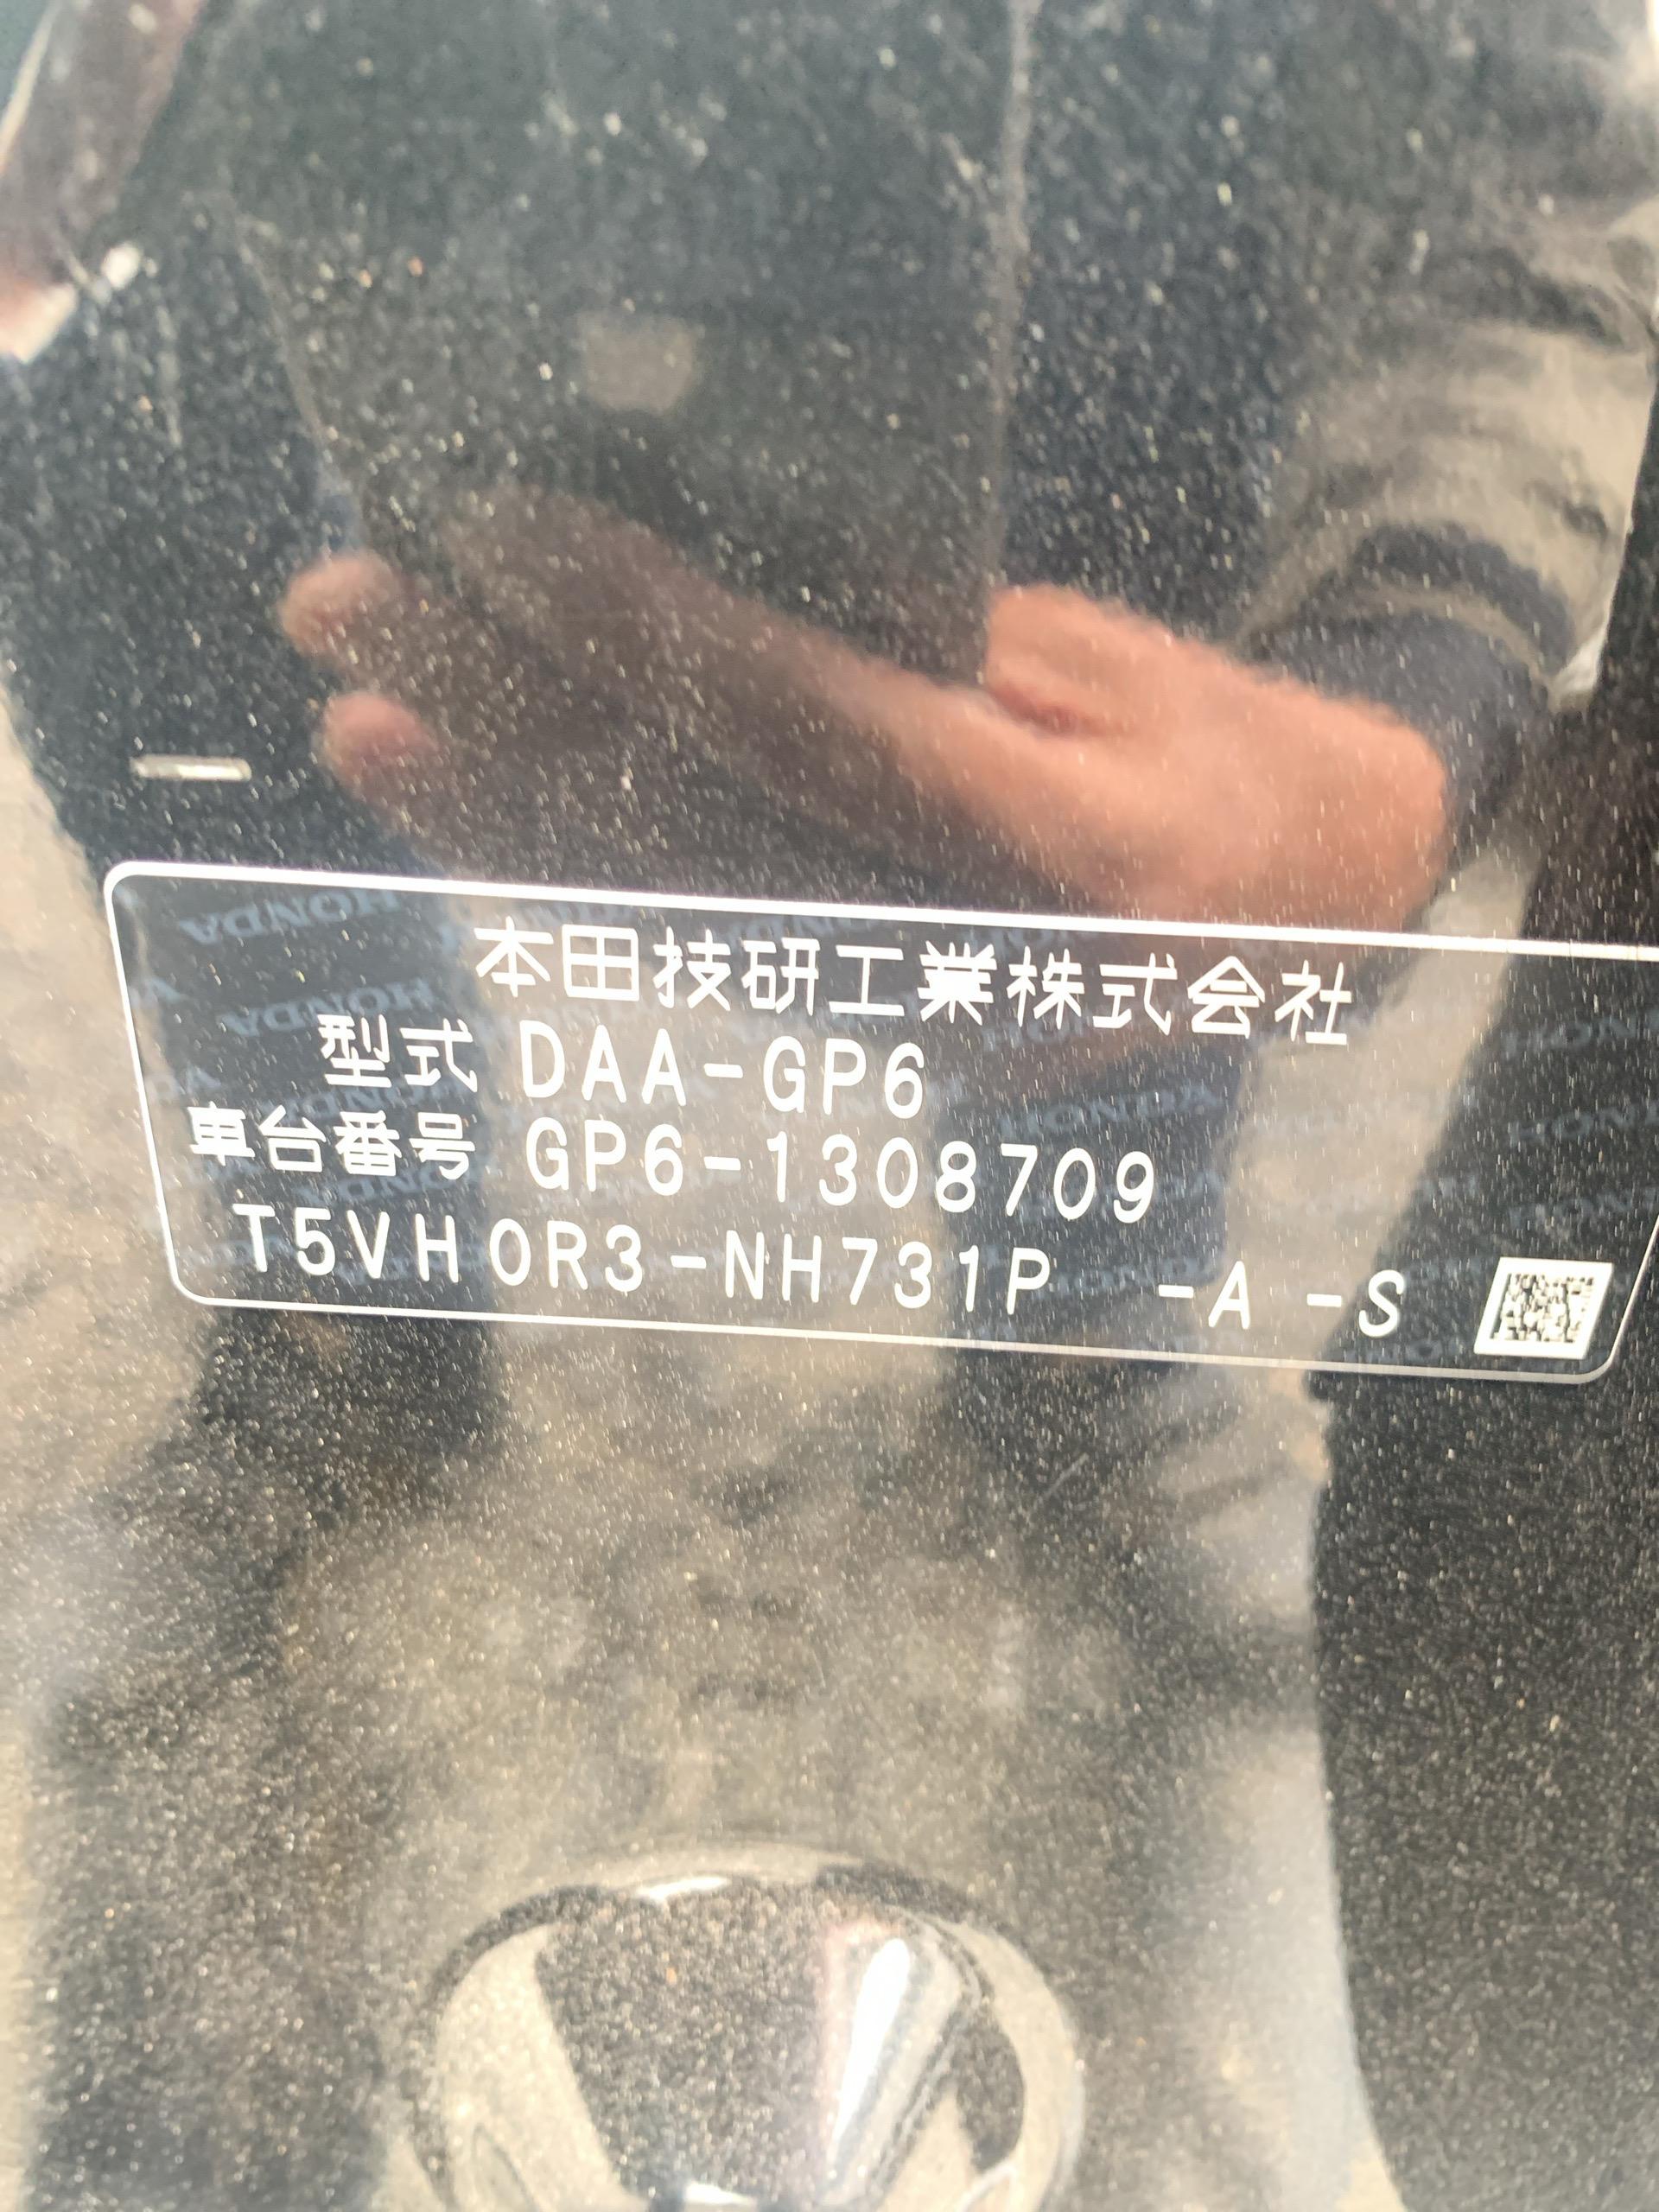 本田技研工業株式会社
型式 DAA-GP6
車台番号 GP6-1308709
T5VH0R3-NH731P -A -S